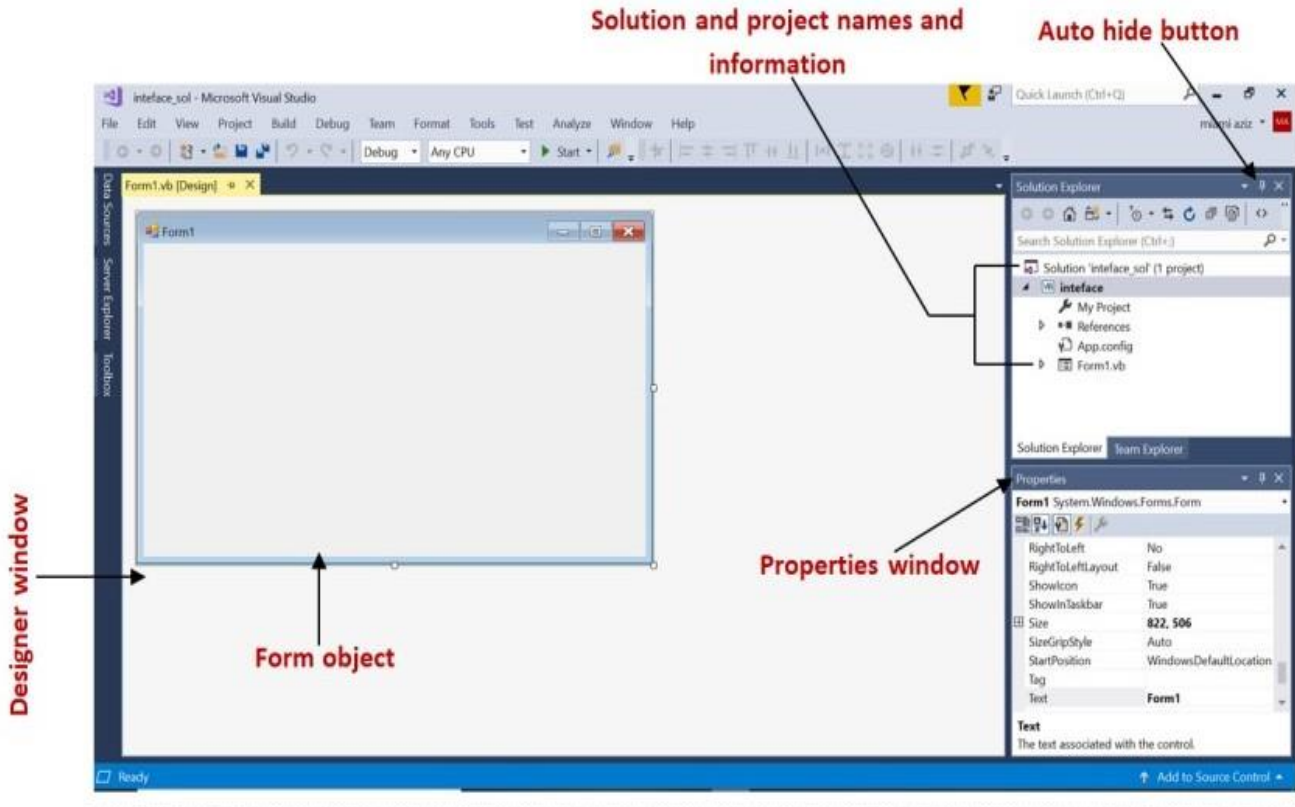 Solution and project names and
information
Auto hide button
inteface_sol - Microsoft Visual Studio
Quick Launch (Ctrl+Q)
File Edit View Project Build Debug Team Format Tools Test Analyze Window Help
miami aziz MA
Debug Any CPU Start
Data Sources
Server Explorer
Toolbox
Form1.vb [Design]
Form1
Solution Explorer
Search Solution Explorer (Ctrl+;)
Solution 'inteface_sol' (1 project)
inteface
My Project
References
App.config
Form1.vb
Solution Explorer Team Explorer
Properties
Form1 System.Windows.Forms.Form
RightToLeft No
RightToLeftLayout False
ShowIcon True
ShowInTaskbar True
Size 822, 506
SizeGripStyle Auto
StartPosition WindowsDefaultLocation
Tag
Text Form1
Text
The text associated with the control.
Designer window
Form object
Properties window
Ready
Add to Source Control